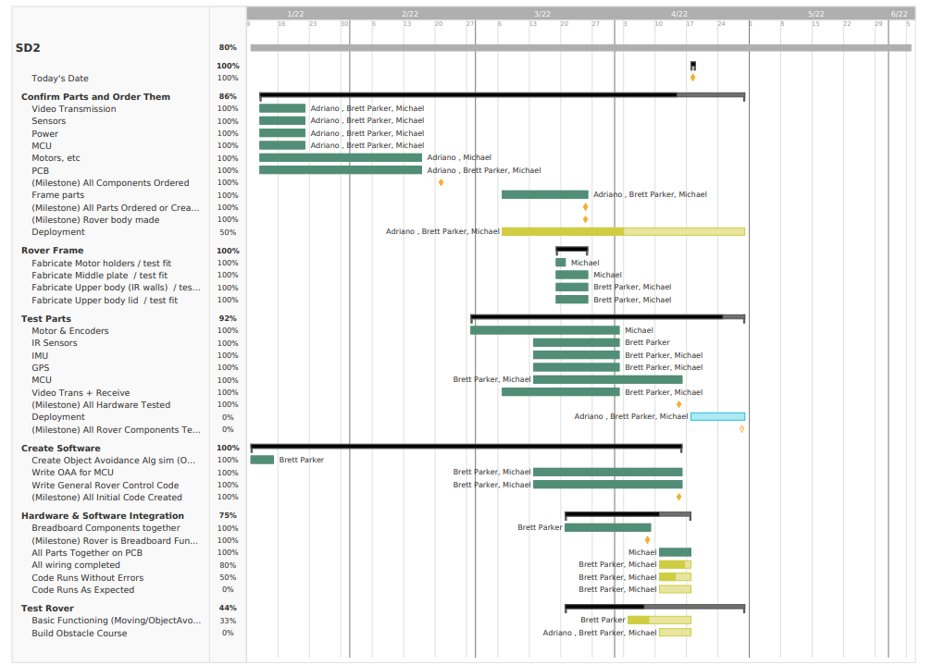 1/22 2/22 3/22 4/22 5/22 6/22
9 16 23 30 5 13 20 27 6 13 20 27 3 10 17 24 1 8 15 22 29 5
SD2 80%
100%
Today's Date 100%
Confirm Parts and Order Them 86%
Video Transmission 100% Adriano , Brett Parker, Michael
Sensors 100% Adriano , Brett Parker, Michael
Power 100% Adriano , Brett Parker, Michael
MCU 100% Adriano , Brett Parker, Michael
Motors, etc 100% Adriano , Michael
PCB 100% Adriano , Brett Parker, Michael
(Milestone) All Components Ordered 100%
Frame parts 100% Adriano , Brett Parker, Michael
(Milestone) All Parts Ordered or Crea... 100%
(Milestone) Rover body made 100%
Deployment 50% Adriano , Brett Parker, Michael
Rover Frame 100%
Fabricate Motor holders / test fit 100% Michael
Fabricate Middle plate / test fit 100% Michael
Fabricate Upper body (IR walls) / tes... 100% Brett Parker, Michael
Fabricate Upper body lid / test fit 100% Brett Parker, Michael
Test Parts 92%
Motor & Encoders 100% Michael
IR Sensors 100% Brett Parker
IMU 100% Brett Parker, Michael
GPS 100% Brett Parker, Michael
MCU 100% Brett Parker, Michael
Video Trans + Receive 100% Brett Parker, Michael
(Milestone) All Hardware Tested 100%
Deployment 0% Adriano , Brett Parker, Michael
(Milestone) All Rover Components Te... 0%
Create Software 100%
Create Object Avoidance Alg sim (O... 100% Brett Parker
Write OAA for MCU 100% Brett Parker, Michael
Write General Rover Control Code 100% Brett Parker, Michael
(Milestone) All Initial Code Created 100%
Hardware & Software Integration 75%
Breadboard Components together 100% Brett Parker
(Milestone) Rover is Breadboard Fun... 100%
All Parts Together on PCB 100% Michael
All wiring completed 80% Brett Parker, Michael
Code Runs Without Errors 50% Brett Parker, Michael
Code Runs As Expected 0% Brett Parker, Michael
Test Rover 44%
Basic Functioning (Moving/ObjectAvo... 33% Brett Parker
Build Obstacle Course 0% Adriano , Brett Parker, Michael